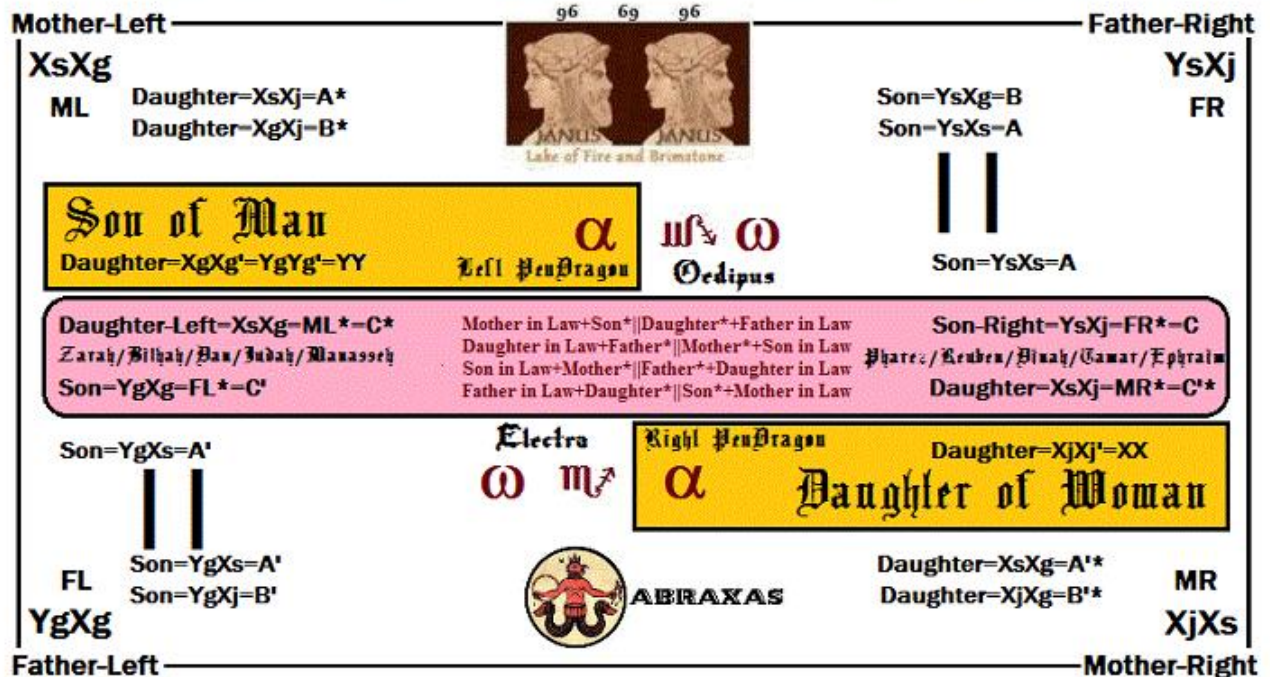 96 69 96
Mother-Left
Father-Right
XsXg
YsXj
ML
FR
Daughter=XsXj=A*
Daughter=XgXj=B*
Son=YsXg=B
Son=YsXs=A
JANUS JANUS
Lake of Fire and Brimstone
Son of Man
Daughter=XgXg'=YgYg'=YY
α
Left PenDragon
♏♐ ω
Oedipus
Son=YsXs=A
Daughter-Left=XsXg=ML*=C*
Zarah/Bilhah/Dan/Judah/Manasseh
Son=YgXg=FL*=C'
Mother in Law+Son*||Daughter*+Father in Law
Daughter in Law+Father*||Mother*+Son in Law
Son in Law+Mother*||Father*+Daughter in Law
Father in Law+Daughter*||Son*+Mother in Law
Son-Right=YsXj=FR*=C
Pharez/Reuben/Dinah/Tamar/Ephraim
Daughter=XsXj=MR*=C'*
Son=YgXs=A'
Electra
ω ♏♐
Right PenDragon
α
Daughter=XjXj'=XX
Daughter of Woman
Son=YgXs=A'
Son=YgXj=B'
FL
YgXg
ABRAXAS
Daughter=XsXg=A'*
Daughter=XjXg=B'*
MR
XjXs
Father-Left
Mother-Right